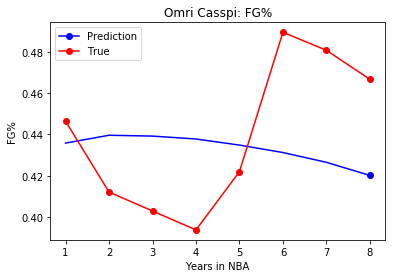 Omri Casspi: FG%
Prediction
True
FG%
0.48
0.46
0.44
0.42
0.40
1 2 3 4 5 6 7 8
Years in NBA